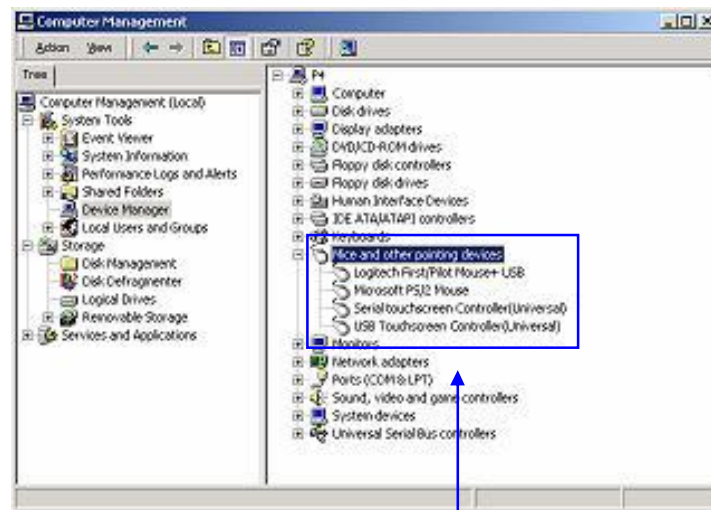 Computer Management
Action View
Tree
Computer Management (Local)
System Tools
Event Viewer
System Information
Performance Logs and Alerts
Shared Folders
Device Manager
Local Users and Groups
Storage
Disk Management
Disk Defragmenter
Logical Drives
Removable Storage
Services and Applications
P4
Computer
Disk drives
Display adapters
DVD/CD-ROM drives
Floppy disk controllers
Floppy disk drives
Human Interface Devices
IDE ATA/ATAPI controllers
Keyboards
Mice and other pointing devices
Logitech First/Pilot Mouse+ USB
Microsoft PS/2 Mouse
Serial touchscreen Controller(Universal)
USB Touchscreen Controller(Universal)
Monitors
Network adapters
Ports (COM & LPT)
Sound, video and game controllers
System devices
Universal Serial Bus controllers